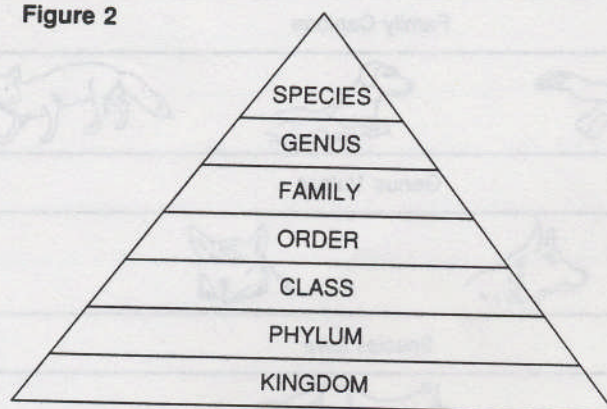 Figure 2
SPECIES
GENUS
FAMILY
ORDER
CLASS
PHYLUM
KINGDOM